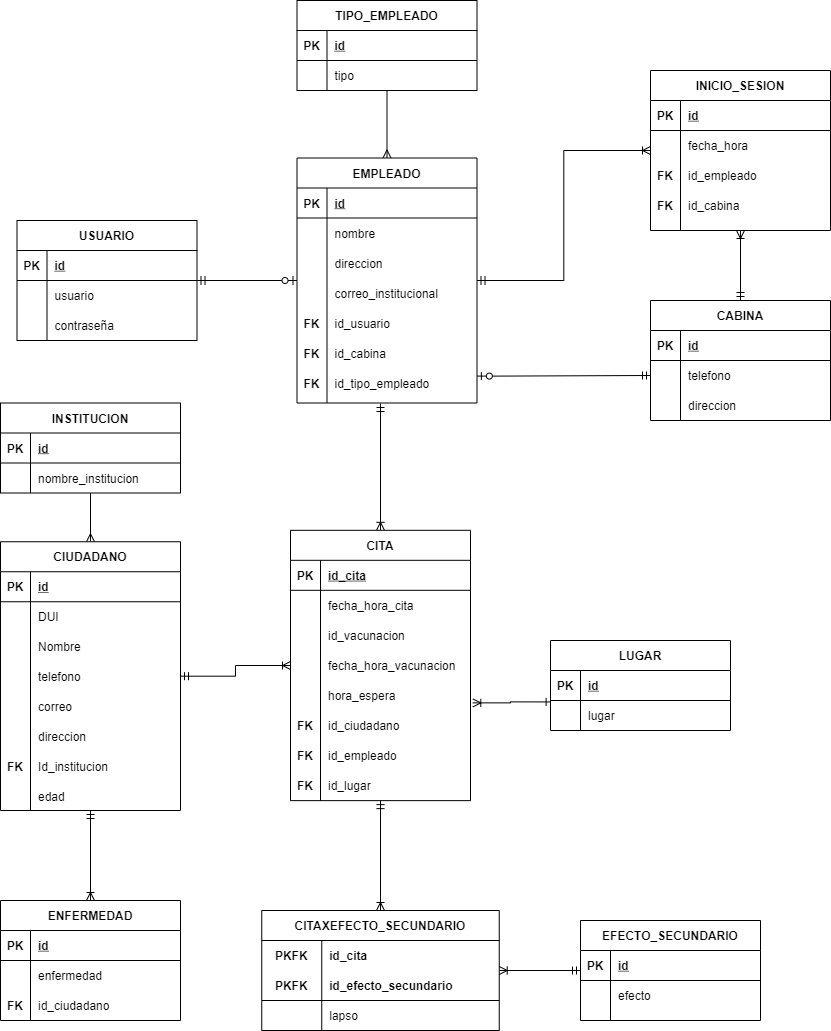 TIPO_EMPLEADO
PK id
tipo
INICIO_SESION
PK id
fecha_hora
FK id_empleado
FK id_cabina
EMPLEADO
PK id
nombre
direccion
correo_institucional
FK id_usuario
FK id_cabina
FK id_tipo_empleado
USUARIO
PK id
usuario
contraseña
CABINA
PK id
telefono
direccion
INSTITUCION
PK id
nombre_institucion
CIUDADANO
PK id
DUI
Nombre
telefono
correo
direccion
FK Id_institucion
edad
CITA
PK id_cita
fecha_hora_cita
id_vacunacion
fecha_hora_vacunacion
hora_espera
FK id_ciudadano
FK id_empleado
FK id_lugar
LUGAR
PK id
lugar
ENFERMEDAD
PK id
enfermedad
FK id_ciudadano
CITAXEFECTO_SECUNDARIO
PKFK id_cita
PKFK id_efecto_secundario
lapso
EFECTO_SECUNDARIO
PK id
efecto